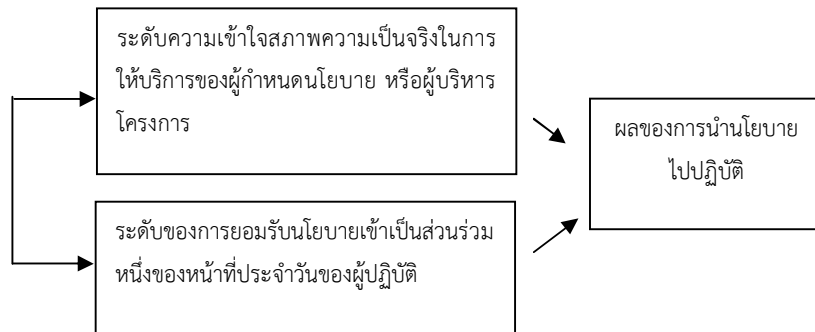 ระดับความเข้าใจสภาพความเป็นจริงในการ
ให้บริการของผู้กำหนดนโยบาย หรือผู้บริหาร
โครงการ
ผลของการนำนโยบาย
ไปปฏิบัติ
ระดับของการยอมรับนโยบายเข้าเป็นส่วนร่วม
หนึ่งของหน้าที่ประจำวันของผู้ปฏิบัติ